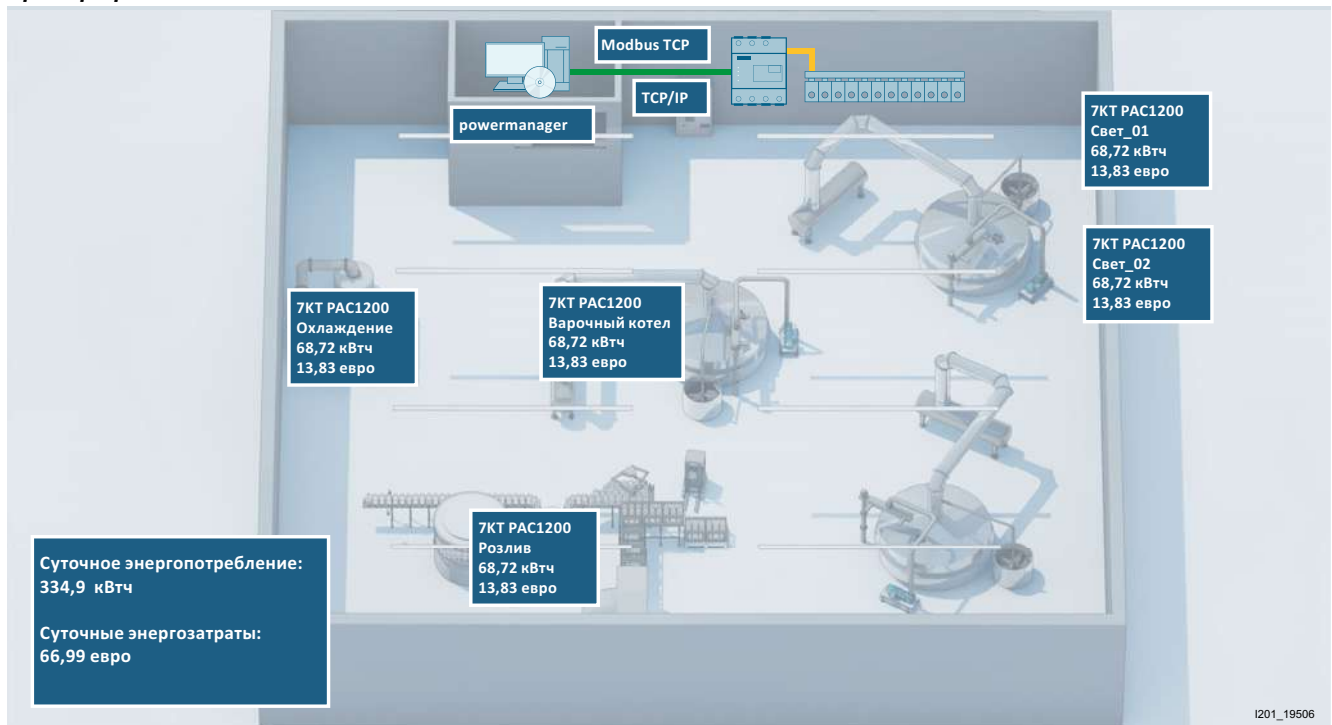 Modbus TCP
TCP/IP
powermanager
7KT PAC1200
Свет_01
68,72 кВтч
13,83 евро
7KT PAC1200
Свет_02
68,72 кВтч
13,83 евро
7KT PAC1200
Охлаждение
68,72 кВтч
13,83 евро
7KT PAC1200
Варочный котел
68,72 кВтч
13,83 евро
7KT PAC1200
Розлив
68,72 кВтч
13,83 евро
Суточное энергопотребление:
334,9 кВтч
Суточные энергозатраты:
66,99 евро
I201_19506